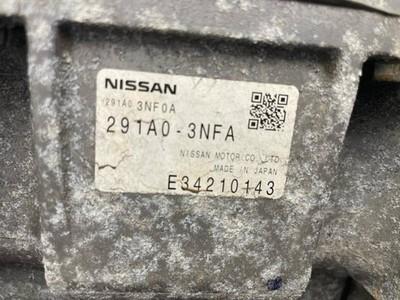 NISSAN
291A0 3NF0A
291A0-3NFA
NISSAN MOTOR CO.,LTD.
MADE IN JAPAN
E34210143